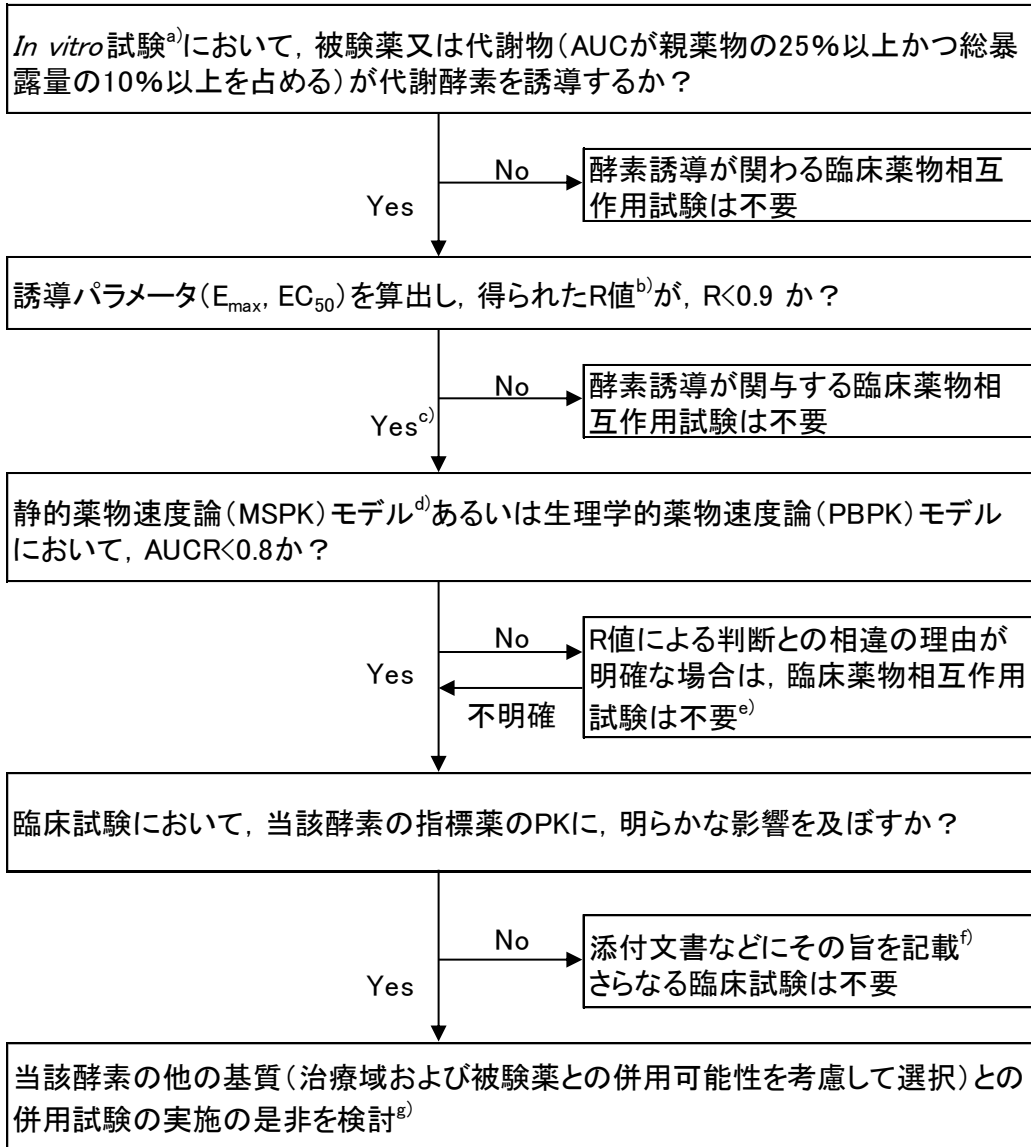 In vitro試験a)において，被験薬又は代謝物（AUCが親薬物の25％以上かつ総暴
露量の10％以上を占める）が代謝酵素を誘導するか？
No
酵素誘導が関わる臨床薬物相互
作用試験は不要
Yes
誘導パラメータ（Emax，EC50）を算出し，得られたR値b)が，R<0.9 か？
No
酵素誘導が関与する臨床薬物相
互作用試験は不要
Yesc)
静的薬物速度論（MSPK）モデルd)あるいは生理学的薬物速度論（PBPK）モデル
において，AUCR<0.8か？
No
R値による判断との相違の理由が
明確な場合は，臨床薬物相互作用
試験は不要e)
Yes
不明確
臨床試験において，当該酵素の指標薬のPKに，明らかな影響を及ぼすか？
No
添付文書などにその旨を記載f)
さらなる臨床試験は不要
Yes
当該酵素の他の基質（治療域および被験薬との併用可能性を考慮して選択）との
併用試験の実施の是非を検討g)